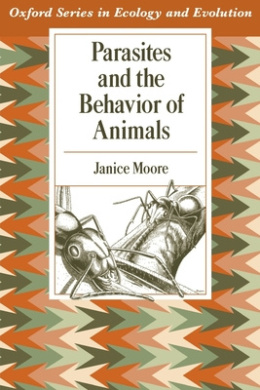 Oxford Series in Ecology and Evolution
Parasites
and the
Behavior of
Animals
Janice Moore